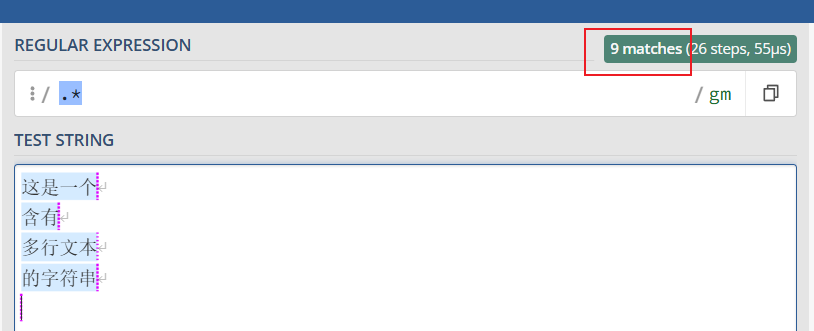 REGULAR EXPRESSION
9 matches (26 steps, 55µs)
/ .* / gm
TEST STRING
这是一个
含有
多行文本
的字符串